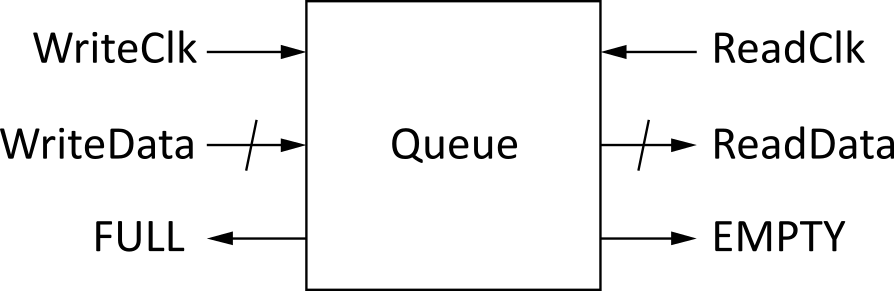 WriteClk
WriteData
FULL
Queue
ReadClk
ReadData
EMPTY